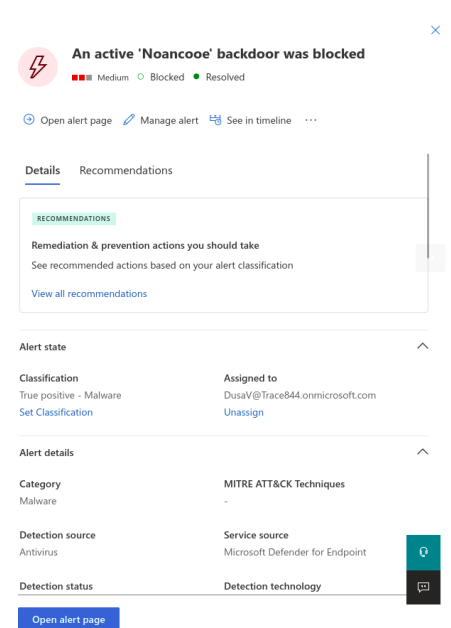 An active 'Noancooe' backdoor was blocked
Medium Blocked Resolved
Open alert page Manage alert See in timeline ...
Details Recommendations
RECOMMENDATIONS
Remediation & prevention actions you should take
See recommended actions based on your alert classification
View all recommendations
Alert state
Classification Assigned to
True positive - Malware DusaV@Trace844.onmicrosoft.com
Set Classification Unassign
Alert details
Category MITRE ATT&CK Techniques
Malware -
Detection source Service source
Antivirus Microsoft Defender for Endpoint
Detection status Detection technology
Open alert page